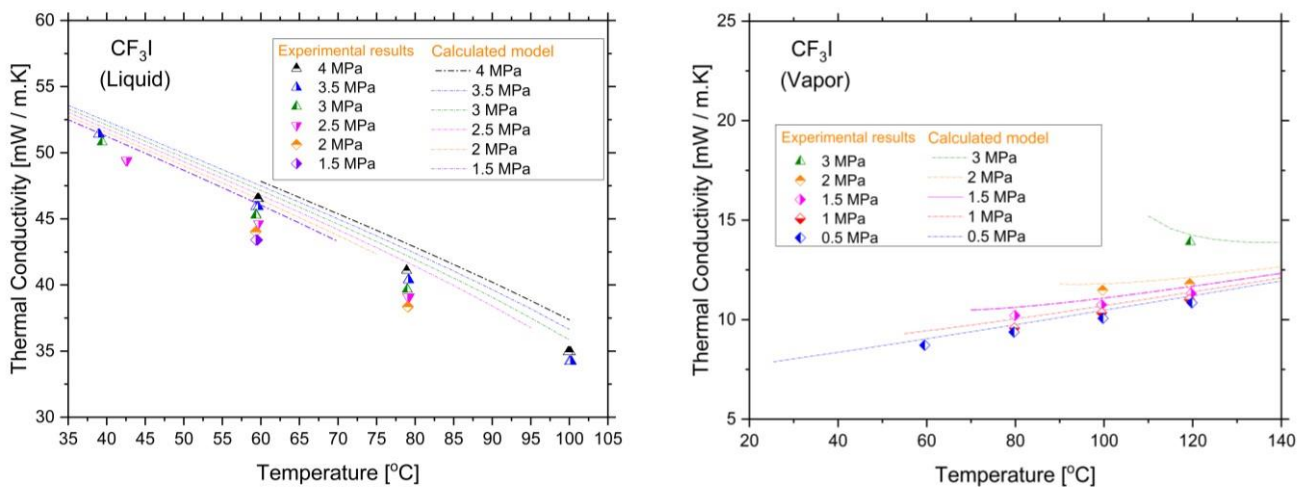 CF3I
(Liquid)
Experimental results Calculated model
4 MPa 4 MPa
3.5 MPa 3.5 MPa
3 MPa 3 MPa
2.5 MPa 2.5 MPa
2 MPa 2 MPa
1.5 MPa 1.5 MPa
Thermal Conductivity [mW / m.K]
60
55
50
45
40
35
30
35 40 45 50 55 60 65 70 75 80 85 90 95 100 105
Temperature [°C]
CF3I
(Vapor)
Experimental results Calculated model
3 MPa 3 MPa
2 MPa 2 MPa
1.5 MPa 1.5 MPa
1 MPa 1 MPa
0.5 MPa 0.5 MPa
Thermal Conductivity [mW / m.K]
25
20
15
10
5
20 40 60 80 100 120 140
Temperature [°C]